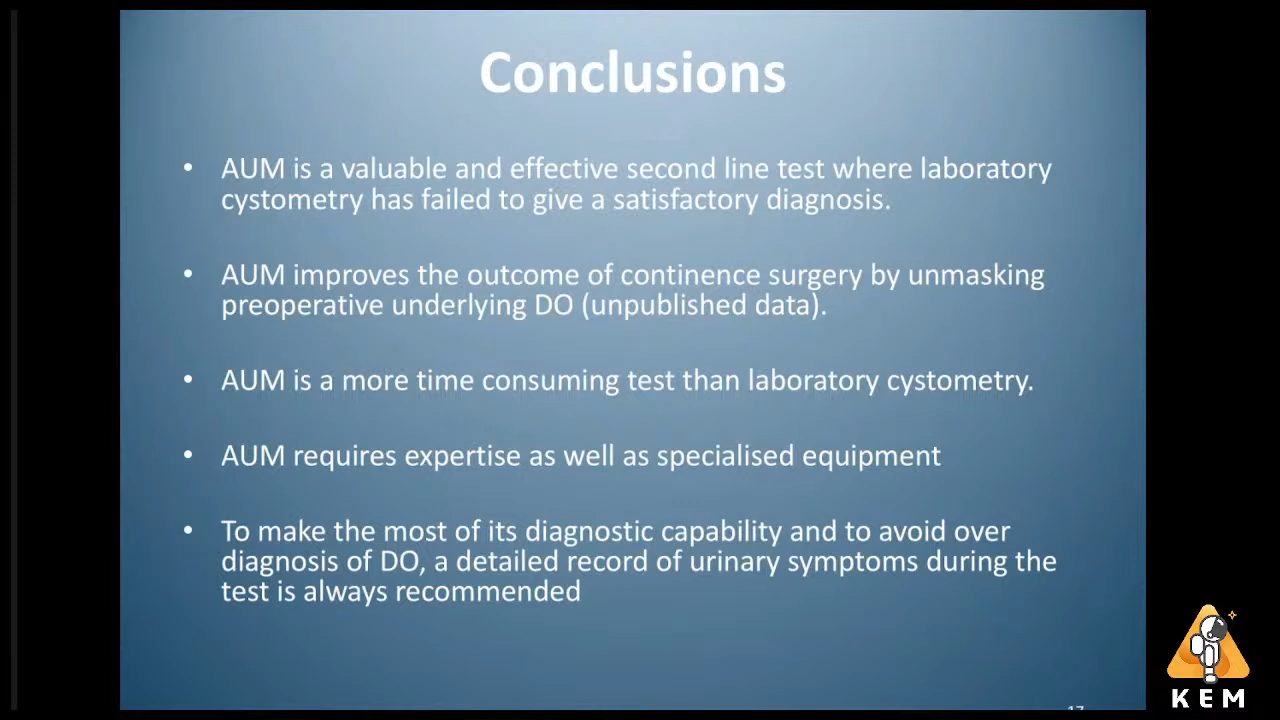 Conclusions
• AUM is a valuable and effective second line test where laboratory
cystometry has failed to give a satisfactory diagnosis.
• AUM improves the outcome of continence surgery by unmasking
preoperative underlying DO (unpublished data).
• AUM is a more time consuming test than laboratory cystometry.
• AUM requires expertise as well as specialised equipment
• To make the most of its diagnostic capability and to avoid over
diagnosis of DO, a detailed record of urinary symptoms during the
test is always recommended
17
KEM